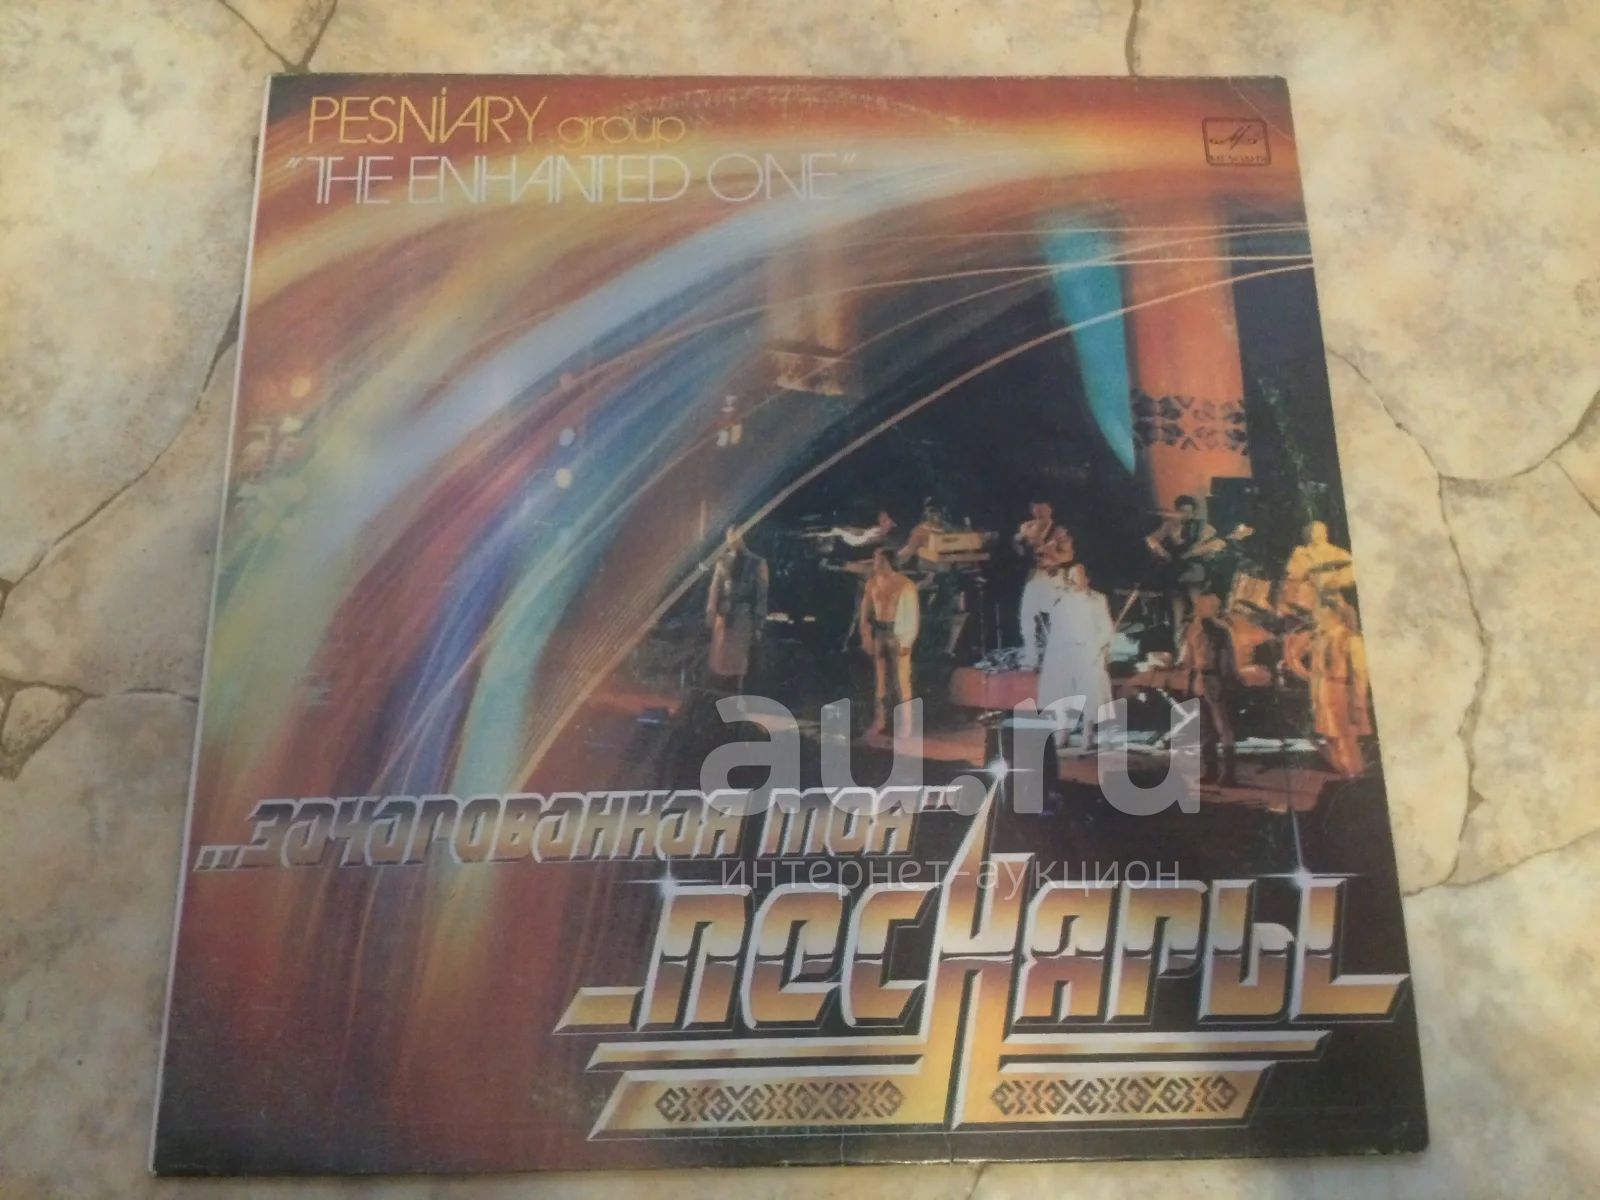 PESNiARY group
"THE ENHANTED ONE"
МЕЛОДИЯ
au.ru
„Зачарованная моя"
интернет-аукцион
Песняры